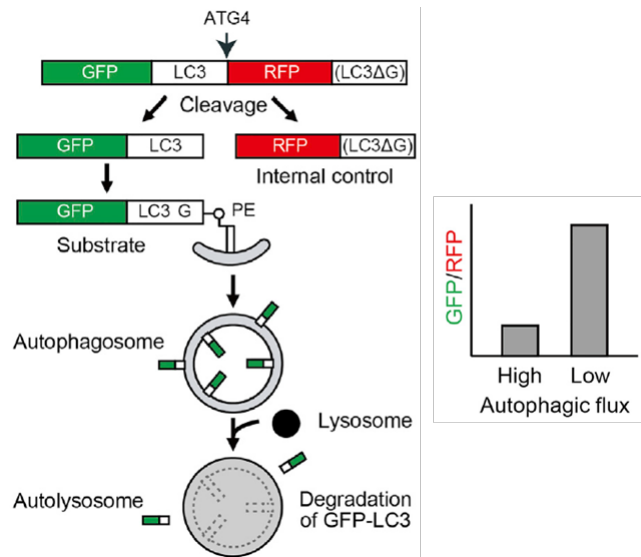 ATG4
GFP LC3 RFP (LC3ΔG)
Cleavage
GFP LC3 RFP (LC3ΔG)
Internal control
GFP LC3 G PE
Substrate
Autophagosome
Lysosome
Autolysosome
Degradation
of GFP-LC3
GFP/RFP
High Low
Autophagic flux